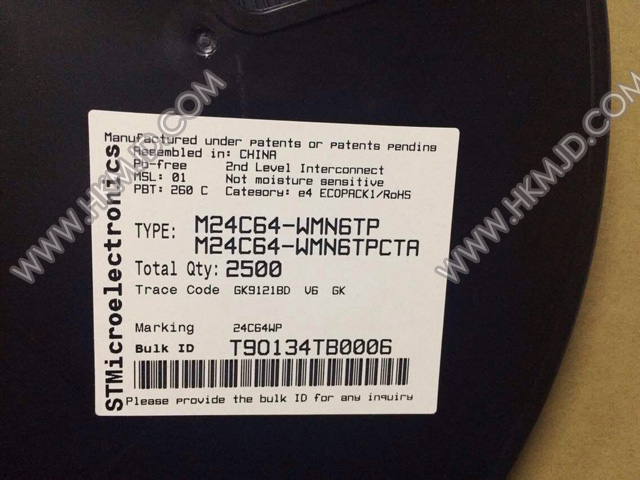 Manufactured under patents or patents pending
Assembled in: CHINA
Pb-free 2nd Level Interconnect
MSL: 01 Not moisture sensitive
PBT: 260 C Category: e4 ECOPACK1/RoHS
TYPE: M24C64-WMN6TP
M24C64-WMN6TPCTA
Total Qty: 2500
Trace Code GK9121BD V6 GK
Marking 24C64WP
Bulk ID T90134TB0006
Please provide the bulk ID for any inquiry
STMicroelectronics
WWW.HKMJD.COM
WWW.HKMJD.COM